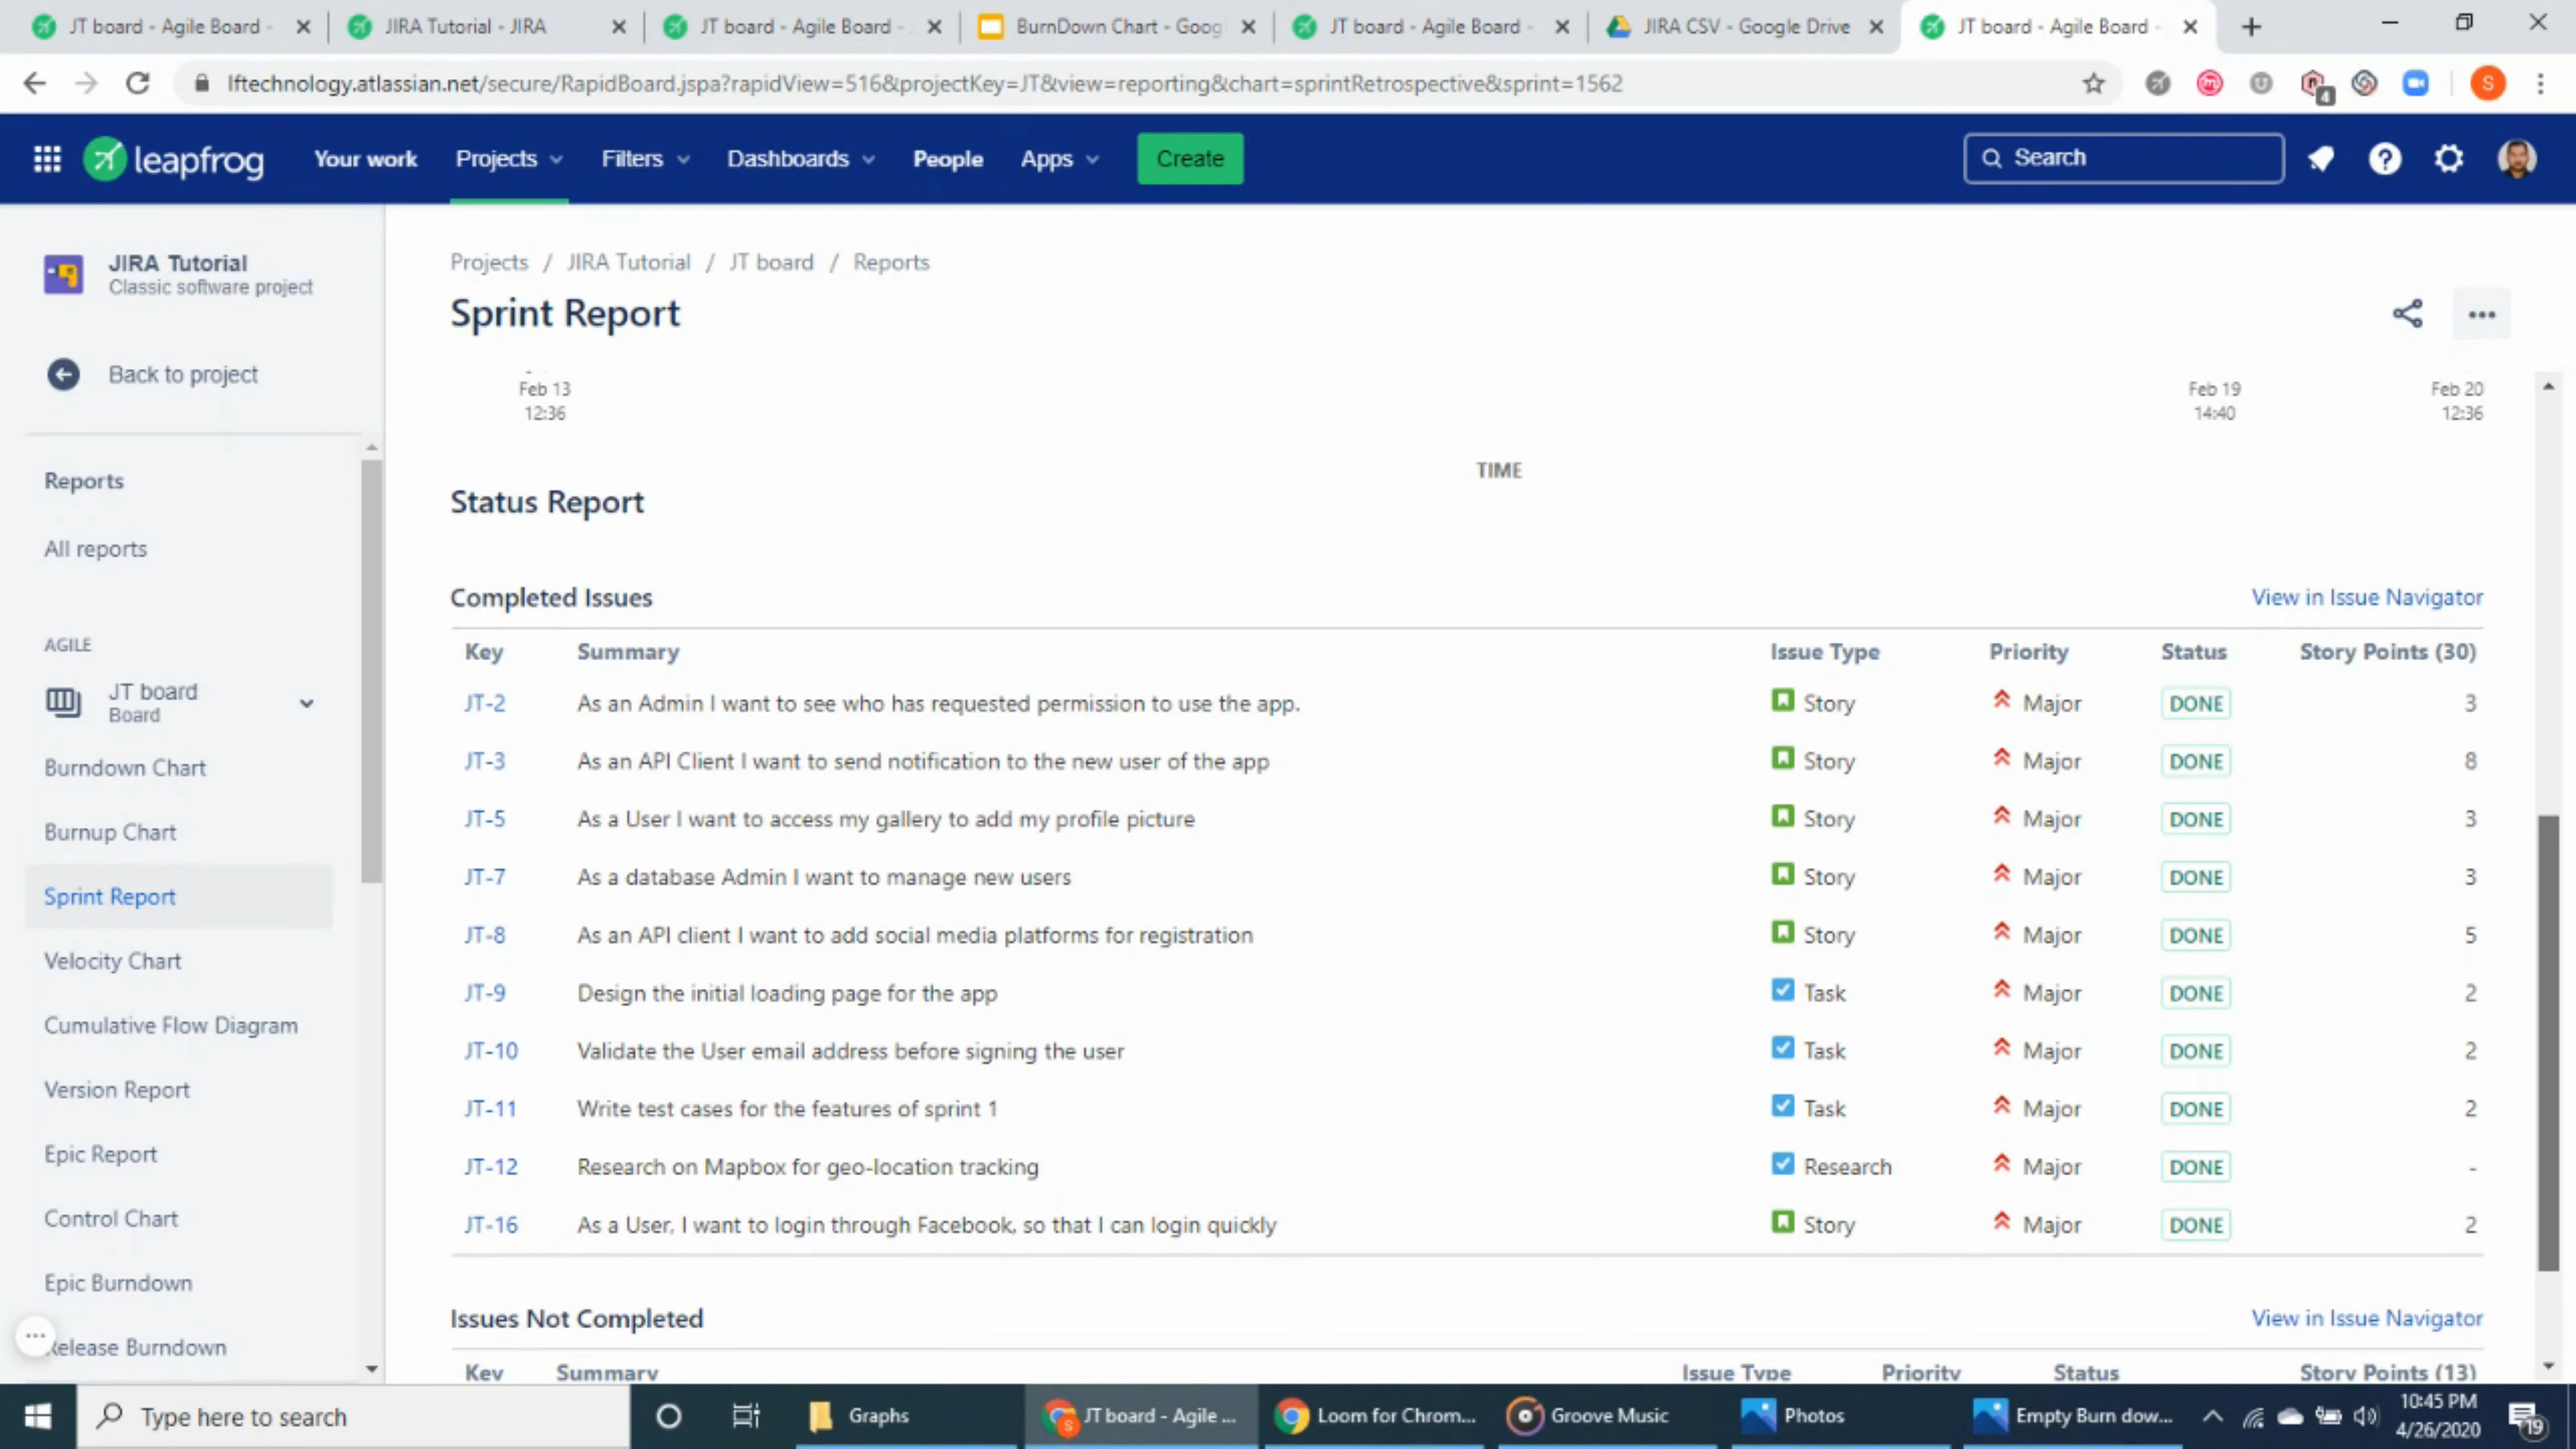 JT board - Agile Board -
JIRA Tutorial - JIRA
JT board - Agile Board -
BurnDown Chart - Goog
JT board - Agile Board -
JIRA CSV - Google Drive
JT board - Agile Board -
lftechnology.atlassian.net/secure/RapidBoard.jspa?rapidView=516&projectKey=JT&view=reporting&chart=sprintRetrospective&sprint=1562
4
S
leapfrog Your work Projects Filters Dashboards People Apps Create Search
JIRA Tutorial
Classic software project
Back to project
Reports
All reports
AGILE
JT board
Board
Burndown Chart
Burnup Chart
Sprint Report
Velocity Chart
Cumulative Flow Diagram
Version Report
Epic Report
Control Chart
Epic Burndown
Release Burndown
Projects / JIRA Tutorial / JT board / Reports
Sprint Report
Feb 13 Feb 19 Feb 20
12:36 14:40 12:36
TIME
Status Report
Completed Issues View in Issue Navigator
Key Summary Issue Type Priority Status Story Points (30)
JT-2 As an Admin I want to see who has requested permission to use the app. Story Major DONE 3
JT-3 As an API Client I want to send notification to the new user of the app Story Major DONE 8
JT-5 As a User I want to access my gallery to add my profile picture Story Major DONE 3
JT-7 As a database Admin I want to manage new users Story Major DONE 3
JT-8 As an API client I want to add social media platforms for registration Story Major DONE 5
JT-9 Design the initial loading page for the app Task Major DONE 2
JT-10 Validate the User email address before signing the user Task Major DONE 2
JT-11 Write test cases for the features of sprint 1 Task Major DONE 2
JT-12 Research on Mapbox for geo-location tracking Research Major DONE -
JT-16 As a User, I want to login through Facebook, so that I can login quickly Story Major DONE 2
Issues Not Completed View in Issue Navigator
Key Summary Issue Type Priority Status Story Points (13)
Type here to search
Graphs
JT board - Agile ...
Loom for Chrom...
Groove Music
Photos
Empty Burn dow...
10:45 PM
4/26/2020
19